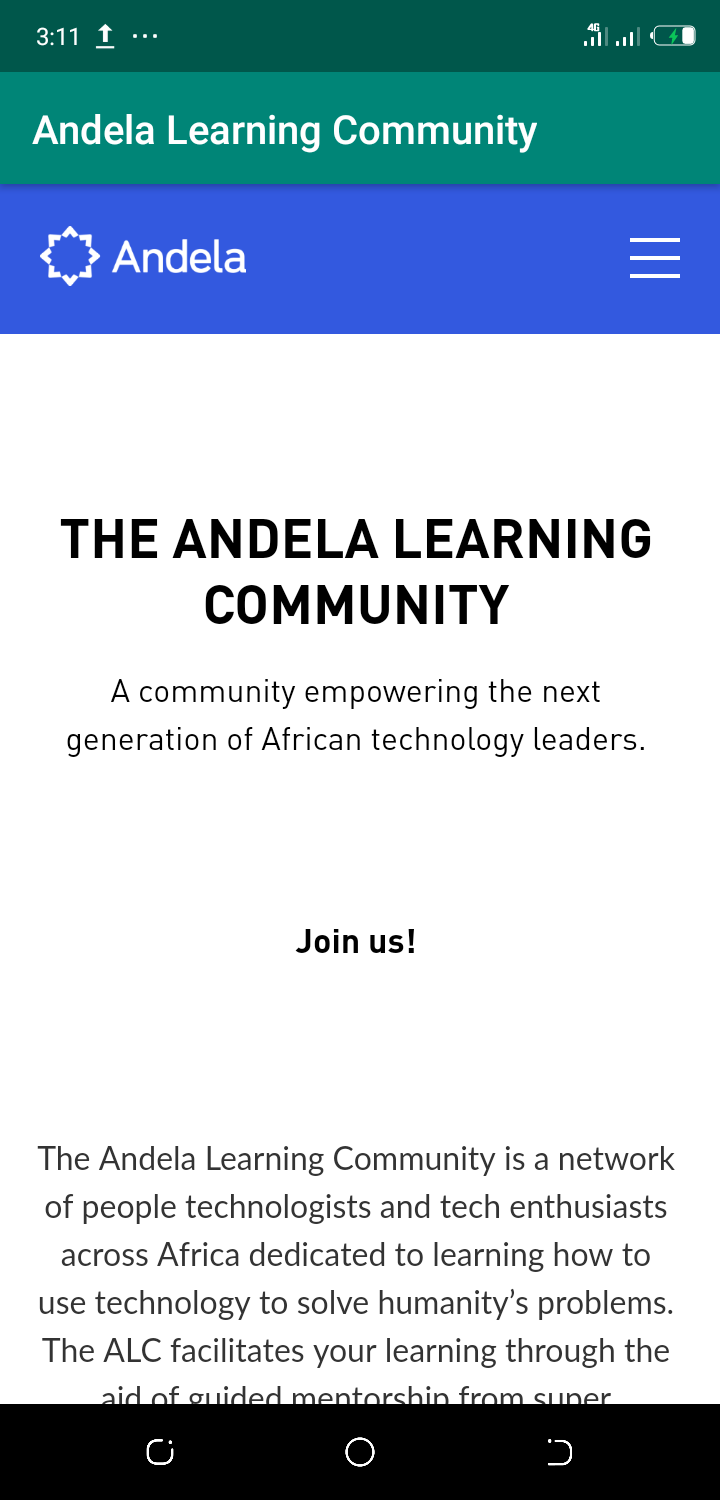 3:11
4G
Andela Learning Community
Andela
THE ANDELA LEARNING
COMMUNITY
A community empowering the next
generation of African technology leaders.
Join us!
The Andela Learning Community is a network
of people technologists and tech enthusiasts
across Africa dedicated to learning how to
use technology to solve humanity’s problems.
The ALC facilitates your learning through the
aid of guided mentorship from super